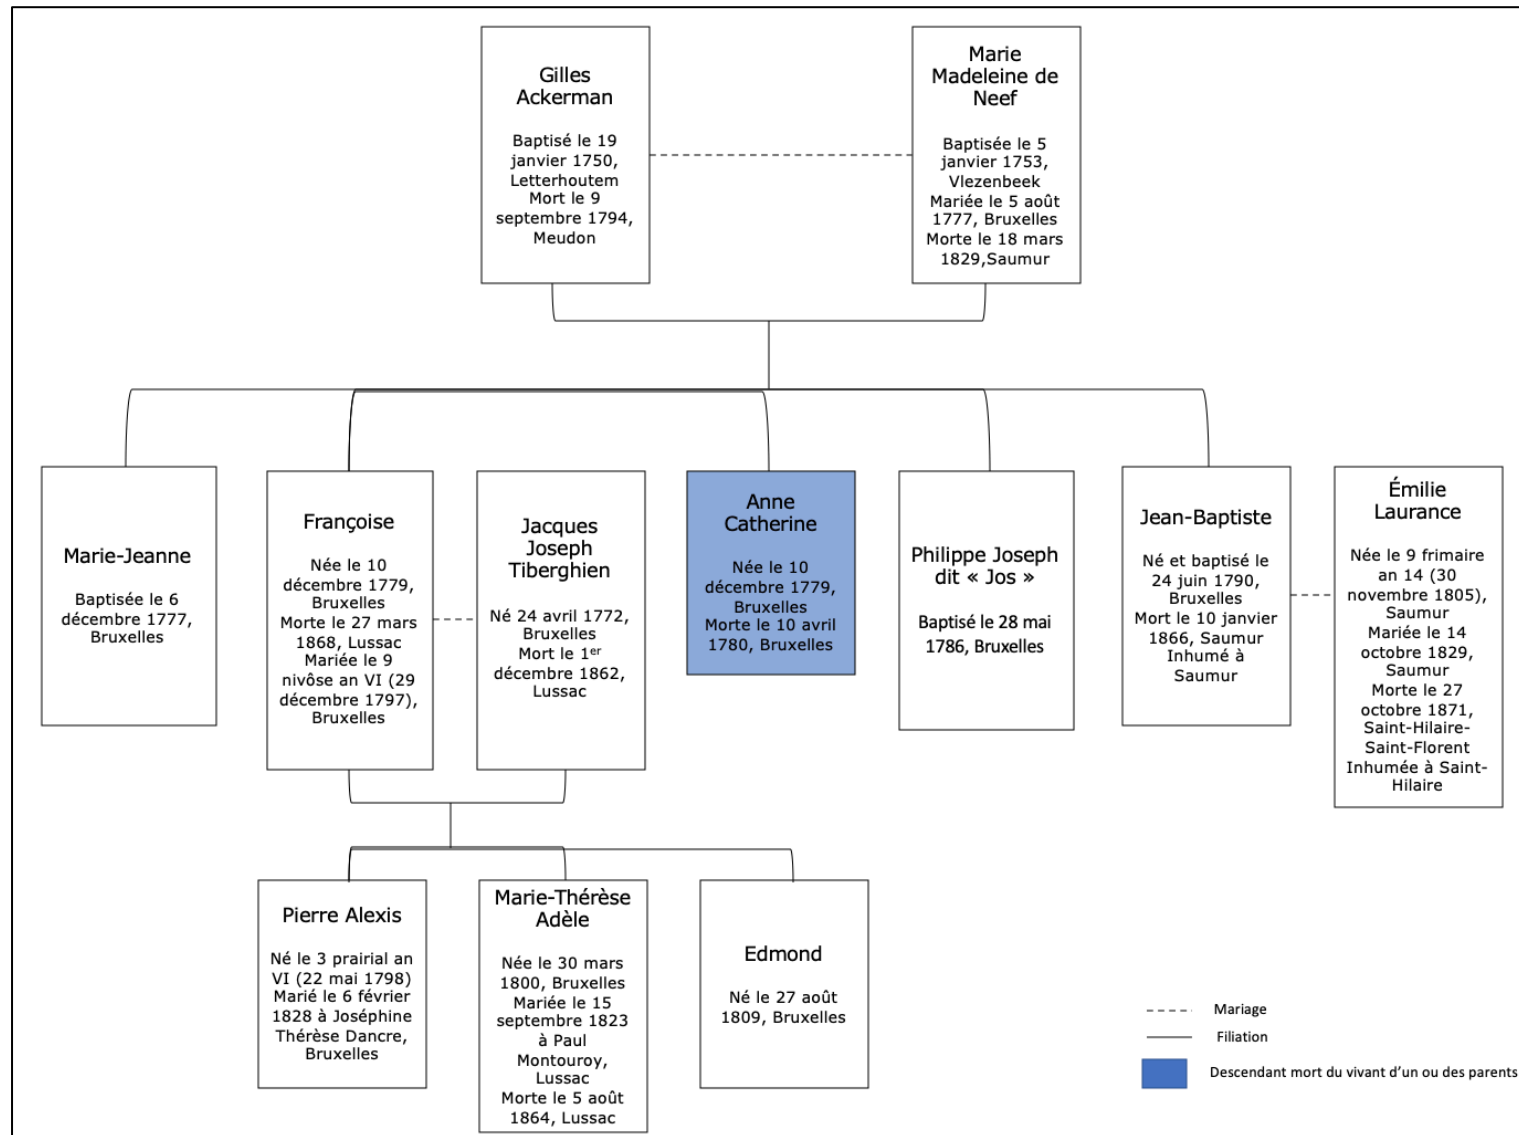 Gilles
Ackerman
Baptisé le 19
janvier 1750,
Letterhoutem
Mort le 9
septembre 1794,
Meudon
Marie
Madeleine de
Neef
Baptisée le 5
janvier 1753,
Vlezenbeek
Mariée le 5 août
1777, Bruxelles
Morte le 18 mars
1829,Saumur
Marie-Jeanne
Baptisée le 6
décembre 1777,
Bruxelles
Françoise
Née le 10
décembre 1779,
Bruxelles
Morte le 27 mars
1868, Lussac
Mariée le 9
nivôse an VI (29
décembre 1797),
Bruxelles
Jacques
Joseph
Tiberghien
Né 24 avril 1772,
Bruxelles
Mort le 1er
décembre 1862,
Lussac
Anne
Catherine
Née le 10
décembre 1779,
Bruxelles
Morte le 10 avril
1780, Bruxelles
Philippe Joseph
dit « Jos »
Baptisé le 28 mai
1786, Bruxelles
Jean-Baptiste
Né et baptisé le
24 juin 1790,
Bruxelles
Mort le 10 janvier
1866, Saumur
Inhumé à
Saumur
Émilie
Laurance
Née le 9 frimaire
an 14 (30
novembre 1805),
Saumur
Mariée le 14
octobre 1829,
Saumur
Morte le 27
octobre 1871,
Saint-Hilaire-
Saint-Florent
Inhumée à Saint-
Hilaire
Pierre Alexis
Né le 3 prairial an
VI (22 mai 1798)
Marié le 6 février
1828 à Joséphine
Thérèse Dancre,
Bruxelles
Marie-Thérèse
Adèle
Née le 30 mars
1800, Bruxelles
Mariée le 15
septembre 1823
à Paul
Montouroy,
Lussac
Morte le 5 août
1864, Lussac
Edmond
Né le 27 août
1809, Bruxelles
Mariage
Filiation
Descendant mort du vivant d'un ou des parents